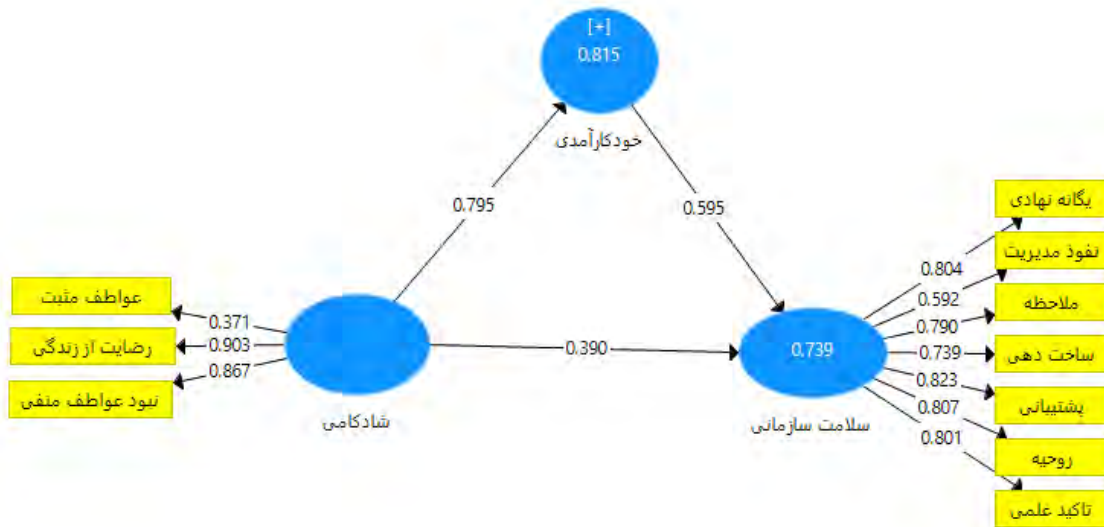 [+]
0.815
خودکارآمدی
0.795
0.595
یگانه نهادی
نفوذ مدیریت
ملاحظه
ساخت دهی
پشتیبانی
روحیه
تاکید علمی
0.804
0.592
0.790
0.739
0.823
0.807
0.801
0.739
سلامت سازمانی
0.390
شادکامی
0.371
0.903
0.867
عواطف مثبت
رضایت از زندگی
نبود عواطف منفی